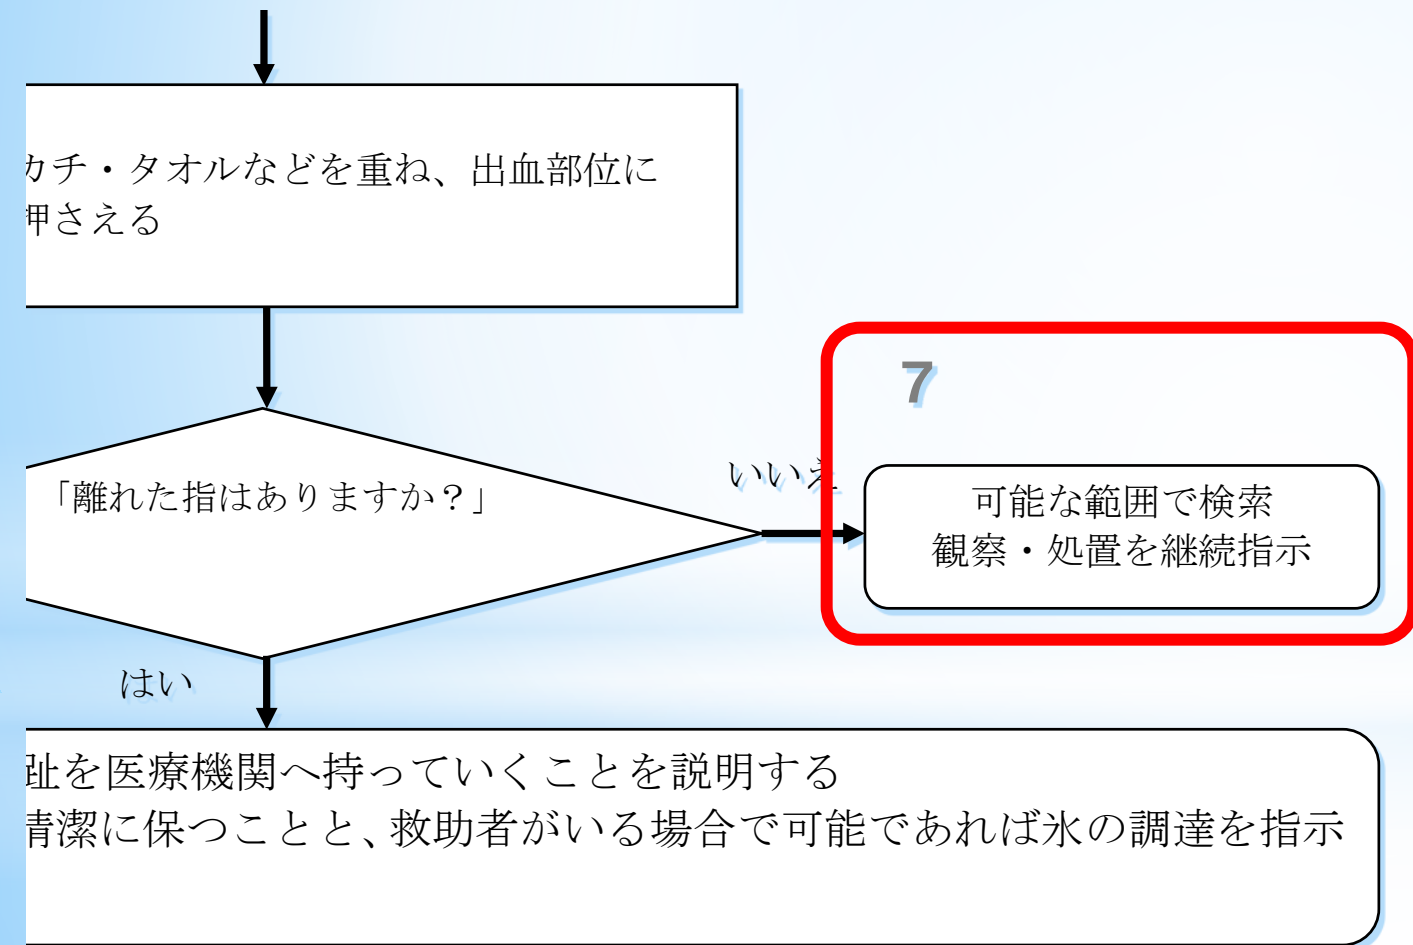 カチ・タオルなどを重ね、出血部位に
押さえる
7
「離れた指はありますか？」
いいえ
可能な範囲で検索
観察・処置を継続指示
はい
趾を医療機関へ持っていくことを説明する
清潔に保つことと、救助者がいる場合で可能であれば氷の調達を指示